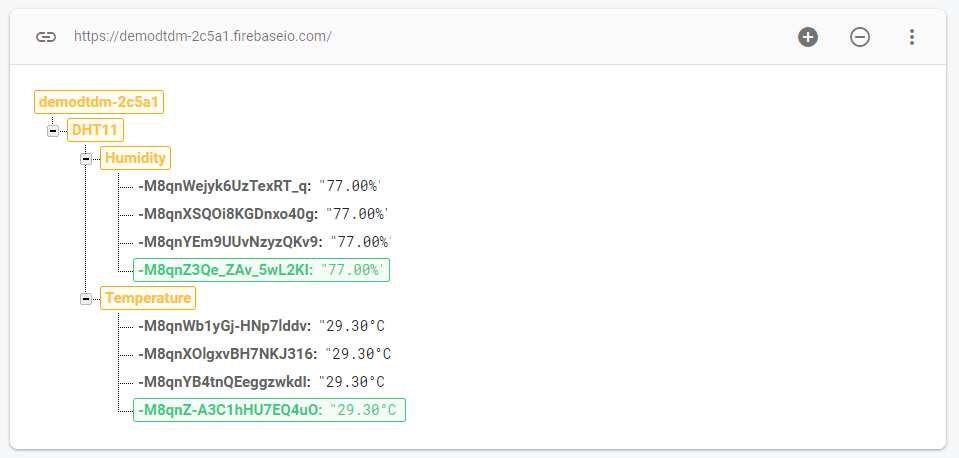 https://demodtdm-2c5a1.firebaseio.com/
demodtdm-2c5a1
DHT11
Humidity
-M8qnWejyk6UzTexRT_q: "77.00%"
-M8qnXSQOi8KGDnxo40g: "77.00%"
-M8qnYEm9UUvNzyzQKv9: "77.00%"
-M8qnZ3Qe_ZAv_5wL2KI: "77.00%"
Temperature
-M8qnWb1yGj-HNp7lddv: "29.30°C
-M8qnXOlgxvBH7NKJ316: "29.30°C
-M8qnYB4tnQEeggzwkdI: "29.30°C
-M8qnZ-A3C1hHU7EQ4uO: "29.30°C